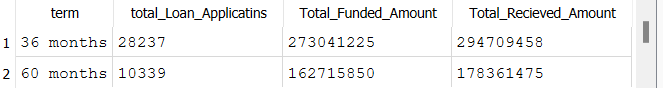 term total_Loan_Applicatins Total_Funded_Amount Total_Recieved_Amount
1 36 months 28237 273041225 294709458
2 60 months 10339 162715850 178361475